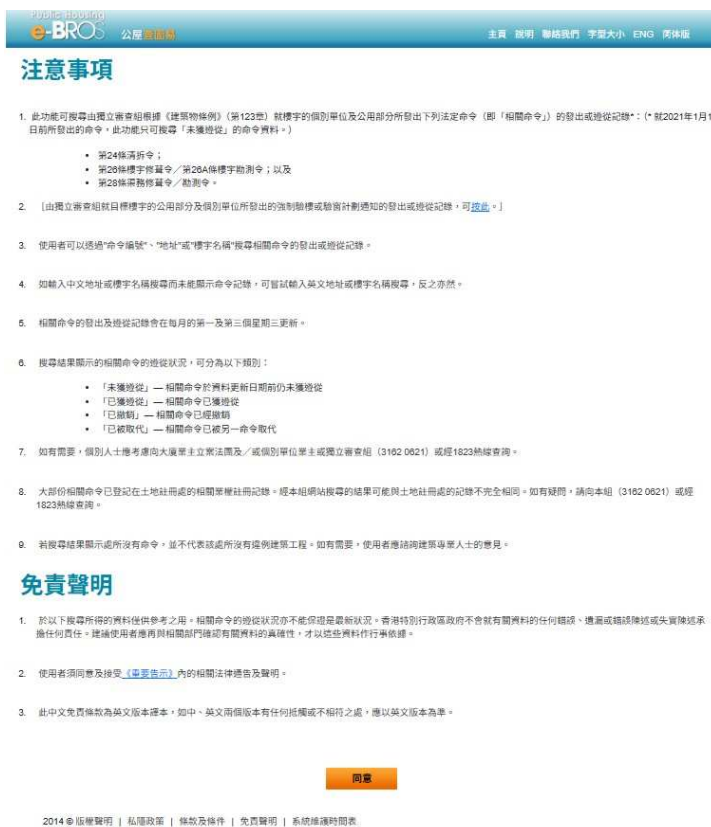 Public Housing
e-BROS 公屋登圖易
主頁 說明 聯絡我們 字型大小 ENG 简体版
注意事項
1. 此功能可搜尋由獨立審查組根據《建築物條例》（第123章）就樓宇的個別單位及公用部分所發出下列法定命令（即「相關命令」）的發出或遵從記錄*：(* 就2021年1月1
日前所發出的命令，此功能只可搜尋「未獲遵從」的命令資料。)
• 第24條清拆令；
• 第26條樓宇修葺令／第26A條樓宇勘測令；以及
• 第28條渠務修葺令／勘測令。
2. [由獨立審查組就目標樓宇的公用部分及個別單位所發出的強制驗樓或驗窗計劃通知的發出或遵從記錄，可按此。]
3. 使用者可以透過"命令編號"、"地址"或"樓宇名稱"搜尋相關命令的發出或遵從記錄。
4. 如輸入中文地址或樓宇名稱搜尋而未能顯示命令記錄，可嘗試輸入英文地址或樓宇名稱搜尋，反之亦然。
5. 相關命令的發出及遵從記錄會在每月的第一及第三個星期三更新。
6. 搜尋結果顯示的相關命令的遵從狀況，可分為以下類別：
• 「未獲遵從」— 相關命令於資料更新日期前仍未獲遵從
• 「已獲遵從」— 相關命令已獲遵從
• 「已撤銷」— 相關命令已經撤銷
• 「已被取代」— 相關命令已被另一命令取代
7. 如有需要，個別人士應考慮向大廈業主立案法團及／或個別單位業主或獨立審查組（3162 0621）或經1823熱線查詢。
8. 大部份相關命令已登記在土地註冊處的相關業權註冊記錄。經本組網站搜尋的結果可能與土地註冊處的記錄不完全相同。如有疑問，請向本組（3162 0621）或經
1823熱線查詢。
9. 若搜尋結果顯示處所沒有命令，並不代表該處所沒有違例建築工程。如有需要，使用者應諮詢建築專業人士的意見。
免責聲明
1. 於以下搜尋所得的資料僅供參考之用。相關命令的遵從狀況亦不能保證是最新狀況。香港特別行政區政府不會就有關資料的任何錯誤、遺漏或錯誤陳述或失實陳述承
擔任何責任。建議使用者應再與相關部門確認有關資料的真確性，才以這些資料作行事依據。
2. 使用者須同意及接受《重要告示》內的相關法律通告及聲明。
3. 此中文免責條款為英文版本譯本，如中、英文兩個版本有任何抵觸或不相符之處，應以英文版本為準。
同意
2014 © 版權聲明 | 私隱政策 | 條款及條件 | 免責聲明 | 系統維護時間表